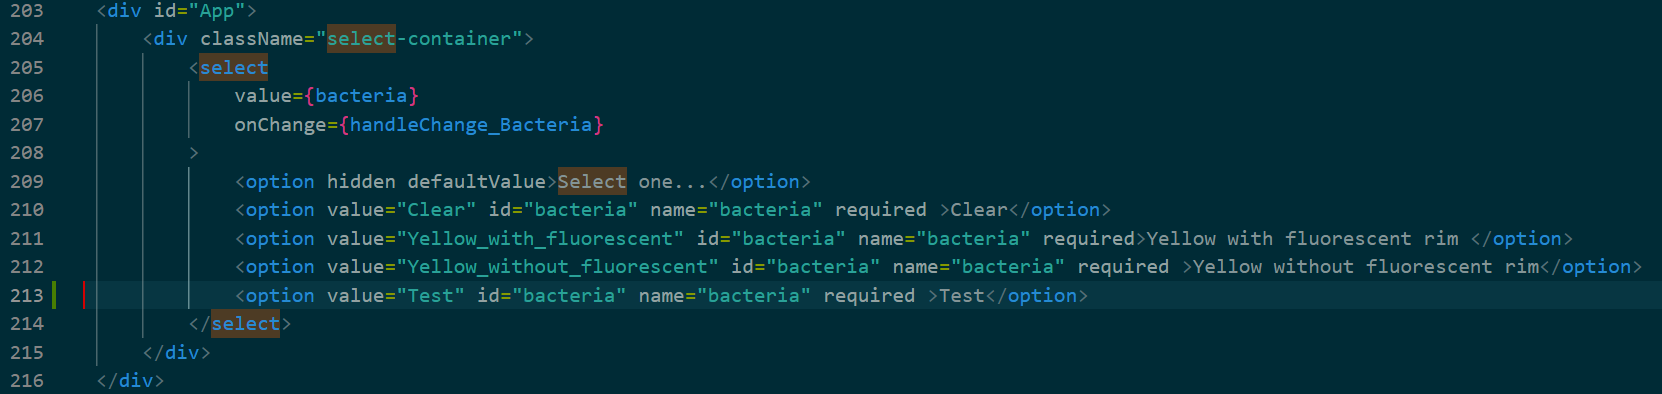 203 <div id="App">
204 <div className="select-container">
205 <select
206 value={bacteria}
207 onChange={handleChange_Bacteria}
208 >
209 <option hidden defaultValue>Select one...</option>
210 <option value="Clear" id="bacteria" name="bacteria" required >Clear</option>
211 <option value="Yellow_with_fluorescent" id="bacteria" name="bacteria" required>Yellow with fluorescent rim </option>
212 <option value="Yellow_without_fluorescent" id="bacteria" name="bacteria" required >Yellow without fluorescent rim</option>
213 <option value="Test" id="bacteria" name="bacteria" required >Test</option>
214 </select>
215 </div>
216 </div>